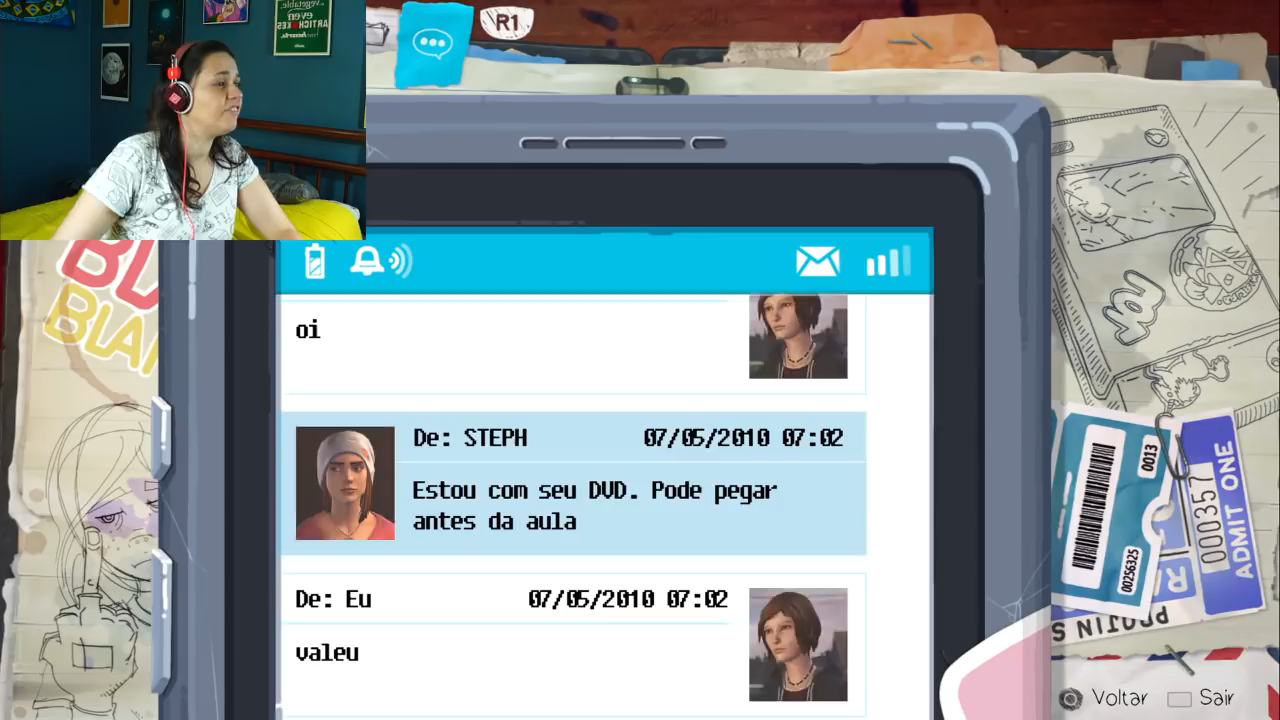 R1
oi
De: STEPH
07/05/2010 07:02
Estou com seu DVD. Pode pegar
antes da aula
De: Eu
07/05/2010 07:02
valeu
0013
00256325
000357
ADMIT ONE
Voltar
Sair